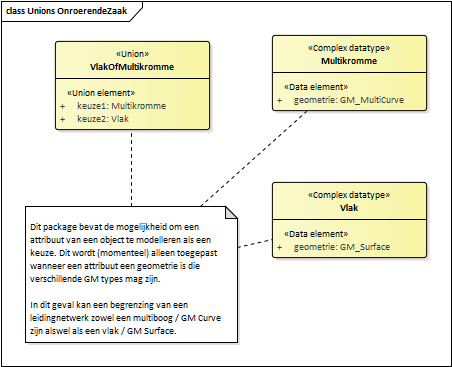 class Unions OnroerendeZaak
«Union»
VlakOfMultikromme
«Union element»
+ keuze1: Multikromme
+ keuze2: Vlak
«Complex datatype»
Multikromme
«Data element»
+ geometrie: GM_MultiCurve
«Complex datatype»
Vlak
«Data element»
+ geometrie: GM_Surface
Dit package bevat de mogelijkheid om een
attribuut van een object te modelleren als een
keuze. Dit wordt (momenteel) alleen toegepast
wanneer een attribuut een geometrie is die
verschillende GM types mag zijn.
In dit geval kan een begrenzing van een
leidingnetwerk zowel een multiboog / GM Curve
zijn alswel als een vlak / GM Surface.